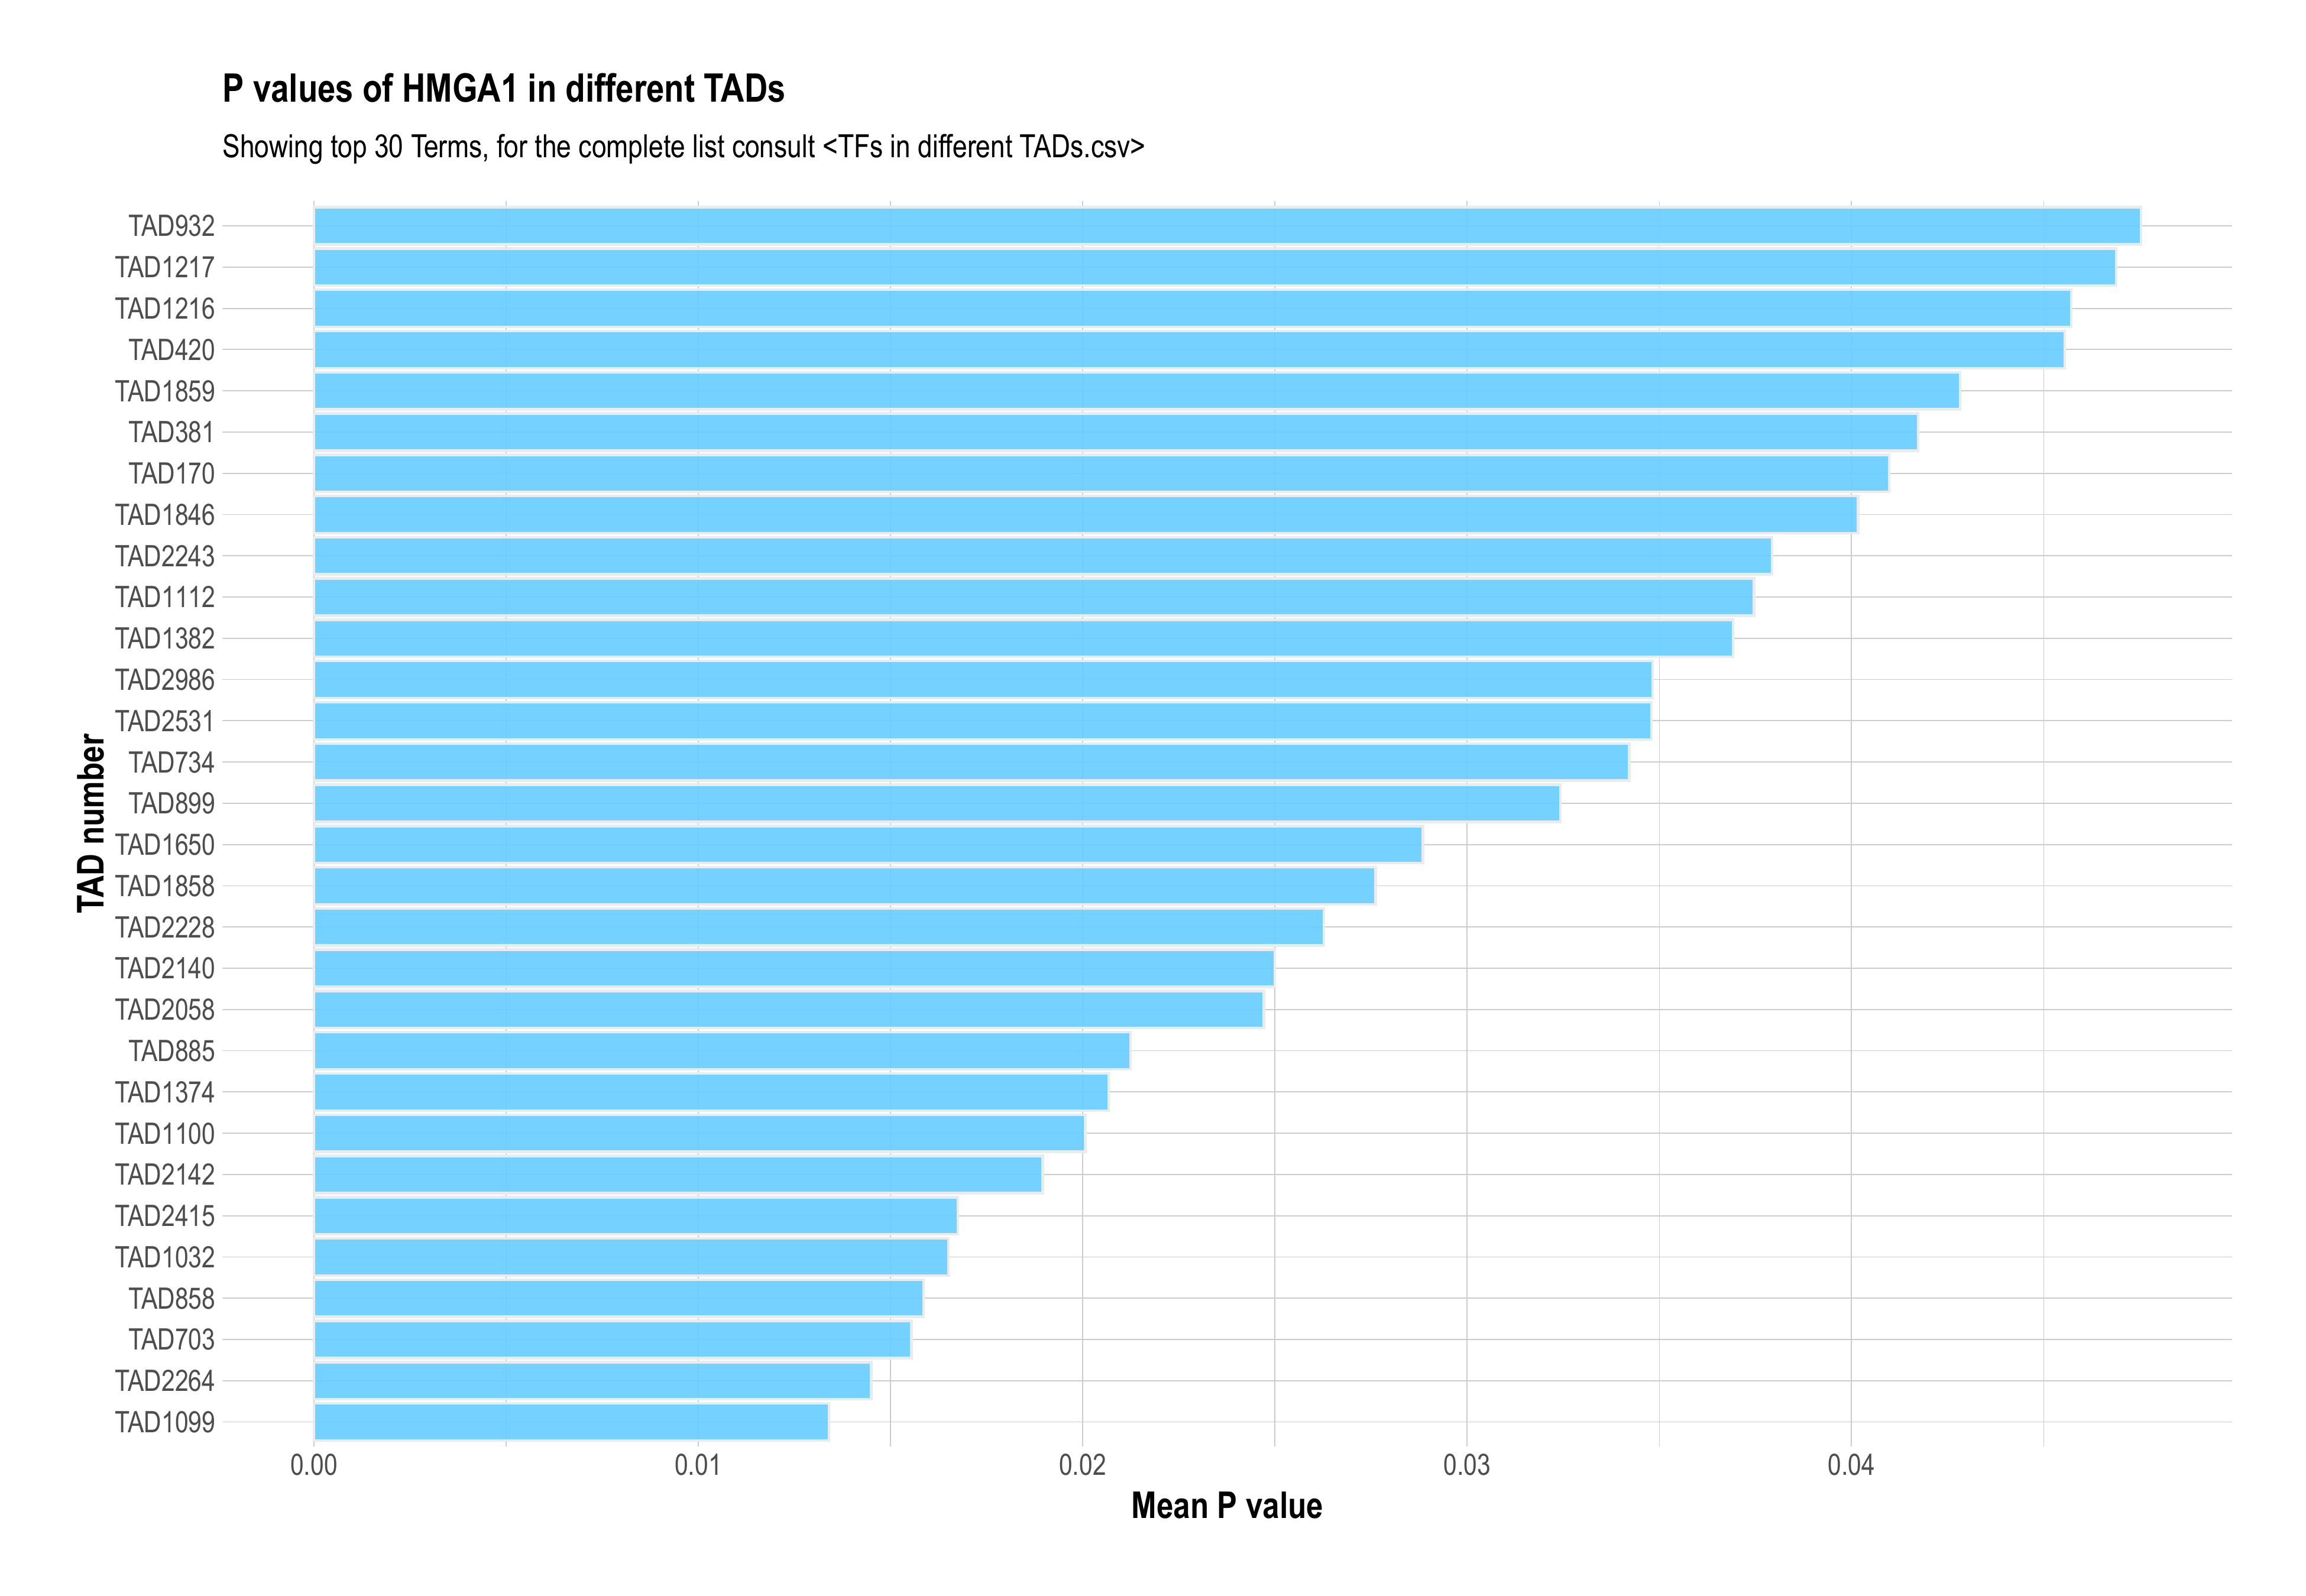 P values of HMGA1 in different TADs
Showing top 30 Terms, for the complete list consult <TFs in different TADs.csv>
TAD number
TAD932
TAD1217
TAD1216
TAD420
TAD1859
TAD381
TAD170
TAD1846
TAD2243
TAD1112
TAD1382
TAD2986
TAD2531
TAD734
TAD899
TAD1650
TAD1858
TAD2228
TAD2140
TAD2058
TAD885
TAD1374
TAD1100
TAD2142
TAD2415
TAD1032
TAD858
TAD703
TAD2264
TAD1099
0.00 0.01 0.02 0.03 0.04
Mean P value